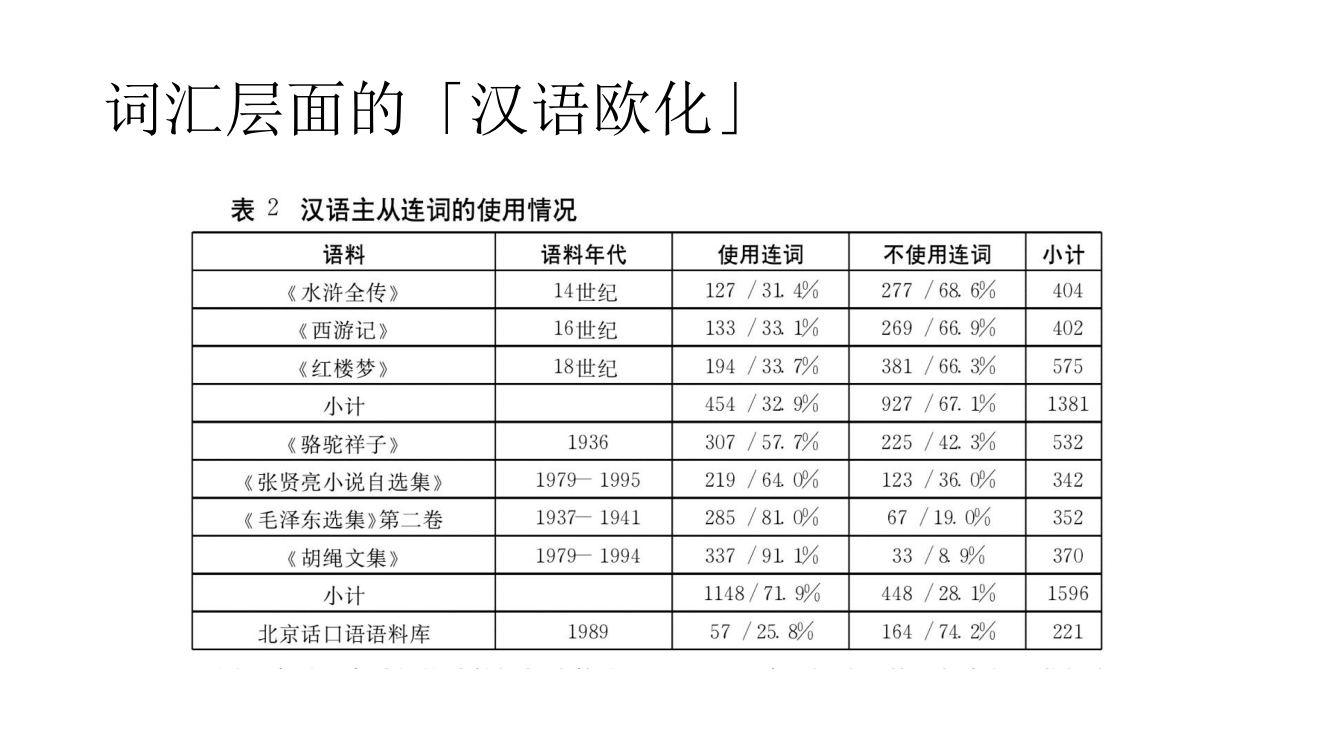 词汇层面的「汉语欧化」
表 2 汉语主从连词的使用情况
语料 语料年代 使用连词 不使用连词 小计
《水浒全传》 14世纪 127 / 31.4% 277 / 68.6% 404
《西游记》 16世纪 133 / 33.1% 269 / 66.9% 402
《红楼梦》 18世纪 194 / 33.7% 381 / 66.3% 575
小计 454 / 32.9% 927 / 67.1% 1381
《骆驼祥子》 1936 307 / 57.7% 225 / 42.3% 532
《张贤亮小说自选集》 1979—1995 219 / 64.0% 123 / 36.0% 342
《毛泽东选集》第二卷 1937—1941 285 / 81.0% 67 / 19.0% 352
《胡绳文集》 1979—1994 337 / 91.1% 33 / 8.9% 370
小计 1148 / 71.9% 448 / 28.1% 1596
北京话口语语料库 1989 57 / 25.8% 164 / 74.2% 221